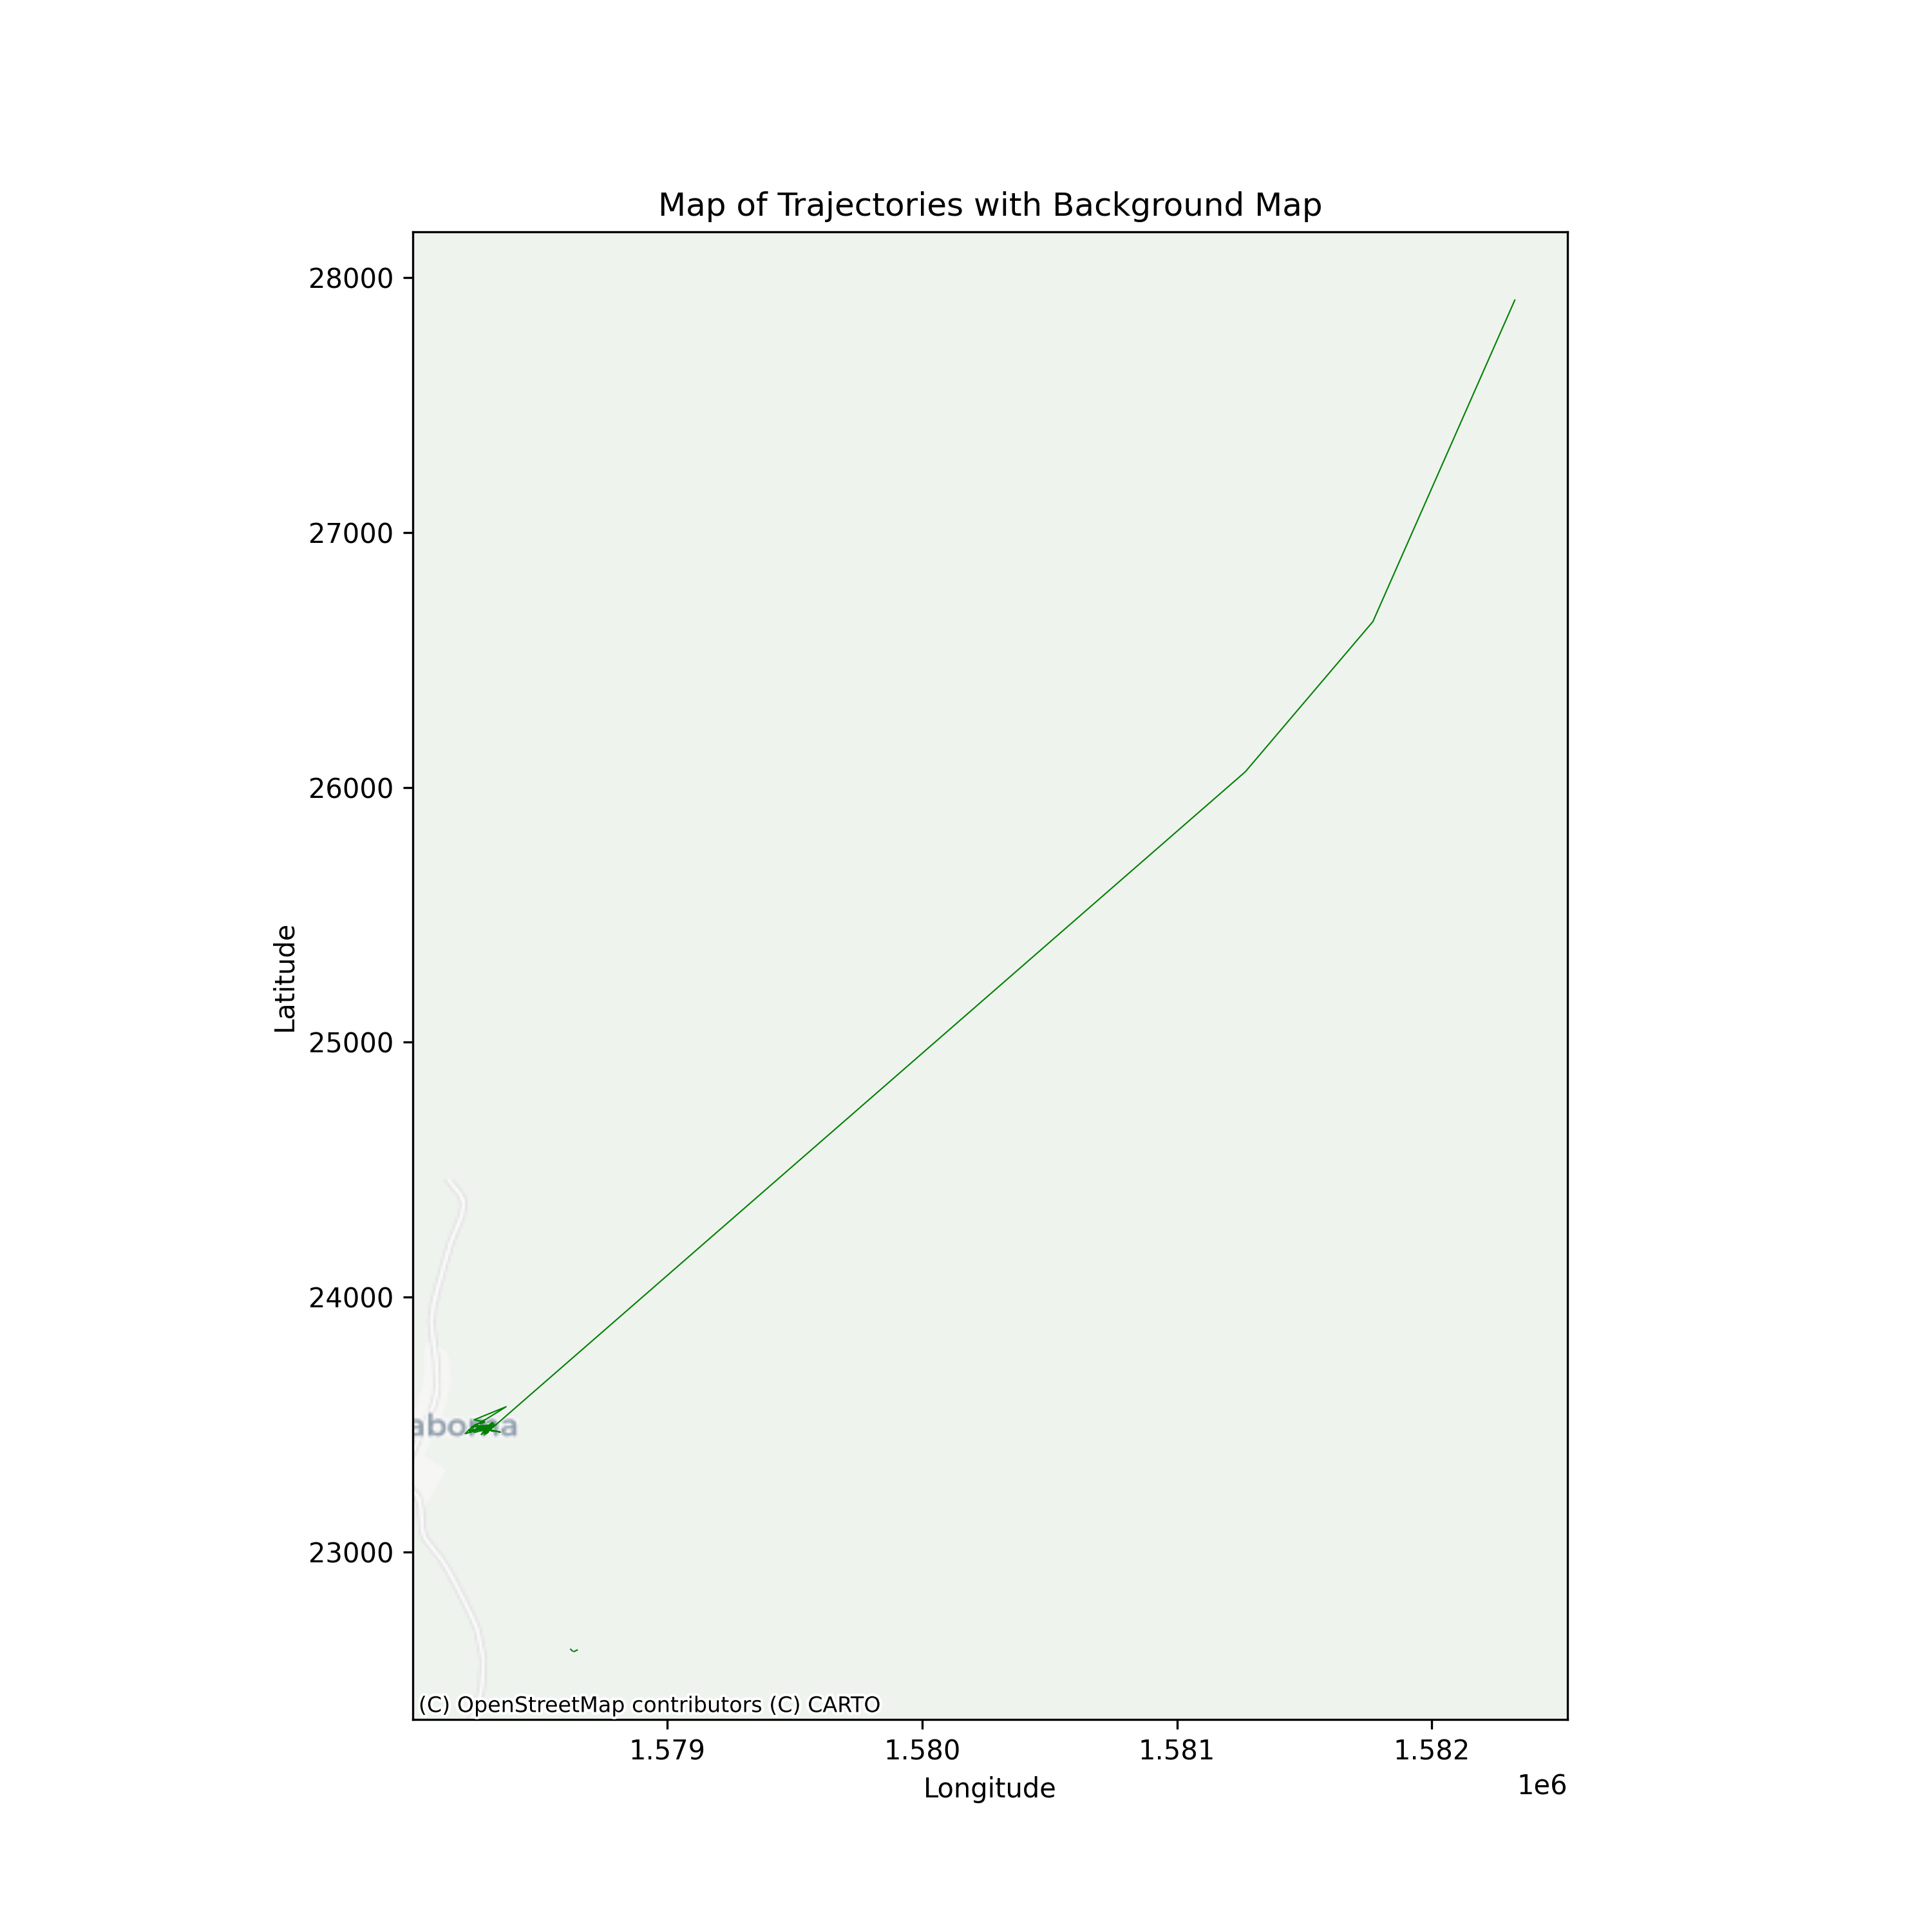 Map of Trajectories with Background Map
28000
27000
26000
25000
24000
23000
Latitude
(C) OpenStreetMap contributors (C) CARTO
1.579 1.580 1.581 1.582
Longitude
1e6